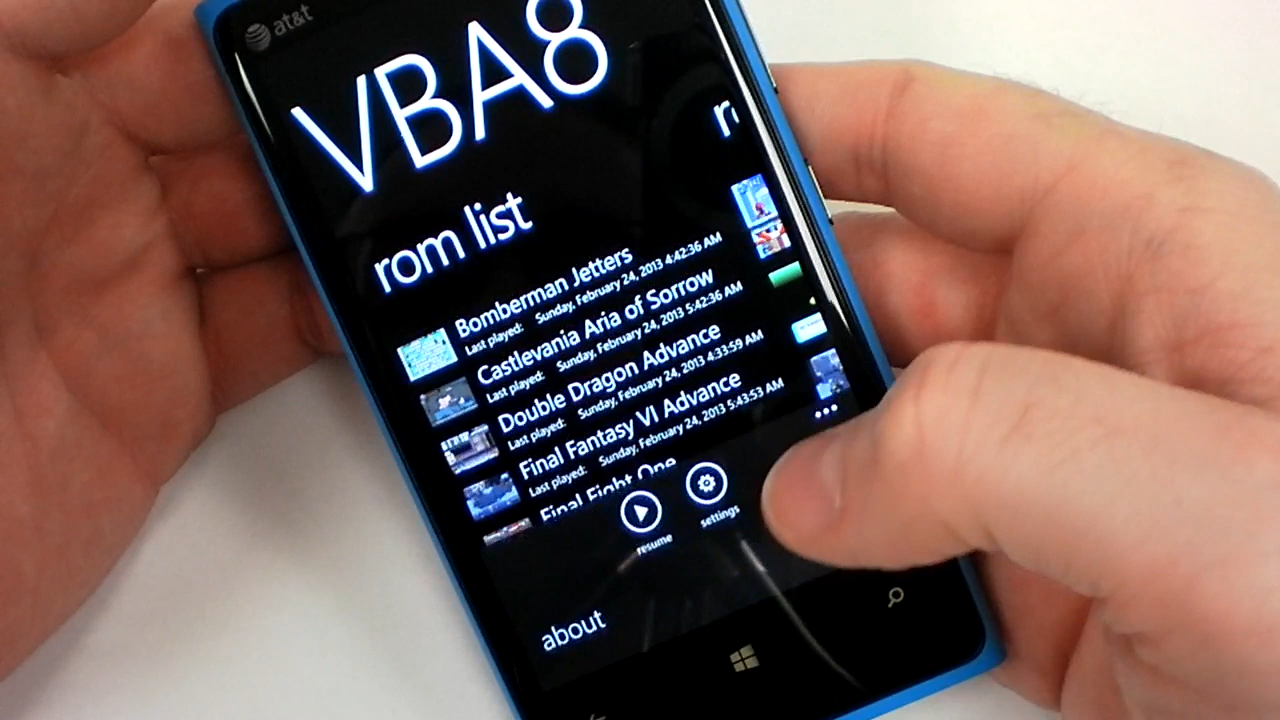 at&t
VBA8
rom list
Bomberman Jetters
Last played: Sunday, February 24, 2013 4:42:36 AM
Castlevania Aria of Sorrow
Last played: Sunday, February 24, 2013 5:42:36 AM
Double Dragon Advance
Last played: Sunday, February 24, 2013 4:33:59 AM
Final Fantasy VI Advance
Last played: Sunday, February 24, 2013 5:43:53 AM
Final Fight One
resume
settings
about